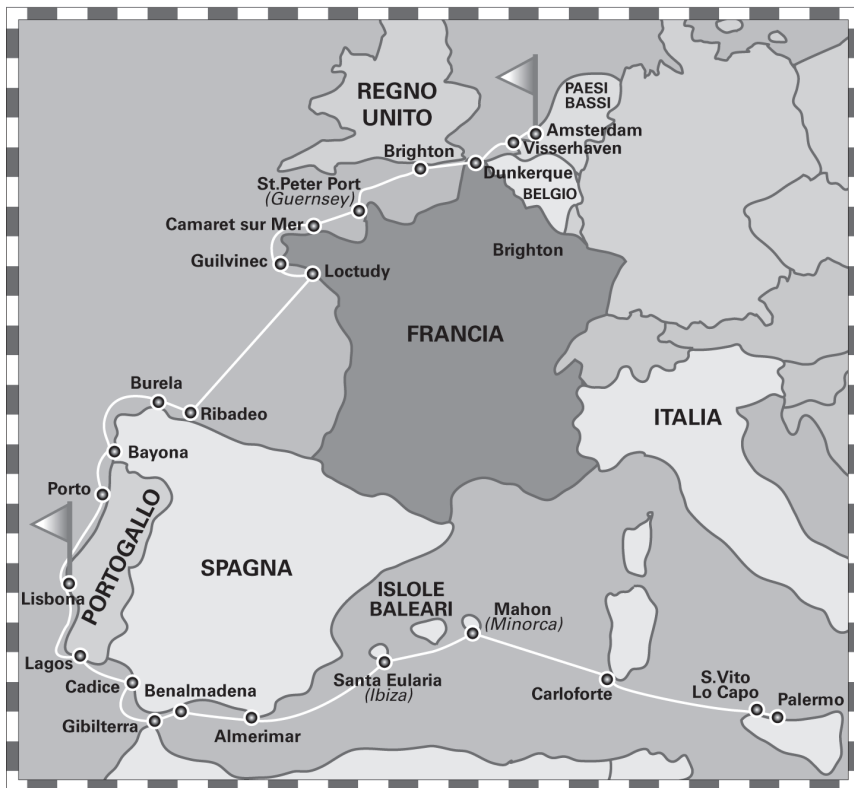 REGNO
UNITO
PAESI
BASSI
Amsterdam
Visserhaven
Brighton
Dunkerque
BELGIO
St.Peter Port
(Guernsey)
Camaret sur Mer
Brighton
Guilvinec
Loctudy
FRANCIA
Burela
Ribadeo
ITALIA
Bayona
Porto
PORTOGALLO
SPAGNA
Lisbona
ISLOLE
BALEARI
Mahon
(Minorca)
Lagos
Cadice
Benalmadena
Santa Eularia
(Ibiza)
Carloforte
S.Vito
Lo Capo
Palermo
Gibilterra
Almerimar